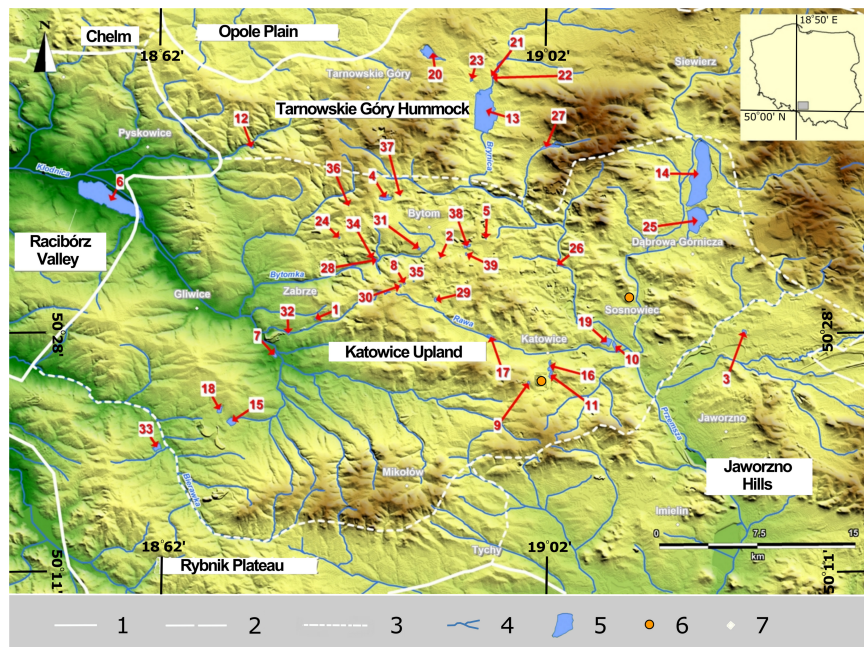 Chelm
Opole Plain
18°62'
19°02'
18°50' E
50°00' N
Z
Tarnowskie Góry
Siewierz
20
23
21
22
Tarnowskie Góry Hummock
13
12
27
Pyskowice
Brynica
37
36
4
14
Kłodnica
6
Bytom
24
34
31
38
5
2
25
Dąbrowa Górnicza
Racibórz
Valley
28
8
35
39
26
Bytomka
Zabrze
30
29
Gliwice
32
1
Rawa
Sosnowiec
19
50°28'
7
Katowice Upland
Katowice
10
50°28'
17
16
3
18
15
9
11
Przemsza
Jaworzno
33
Mikołów
Jaworzno
Hills
Bierawka
Imielin
18°62'
19°02'
0
7.5
15
km
Tychy
50°11'
Rybnik Plateau
50°11'
1
2
3
4
5
6
7